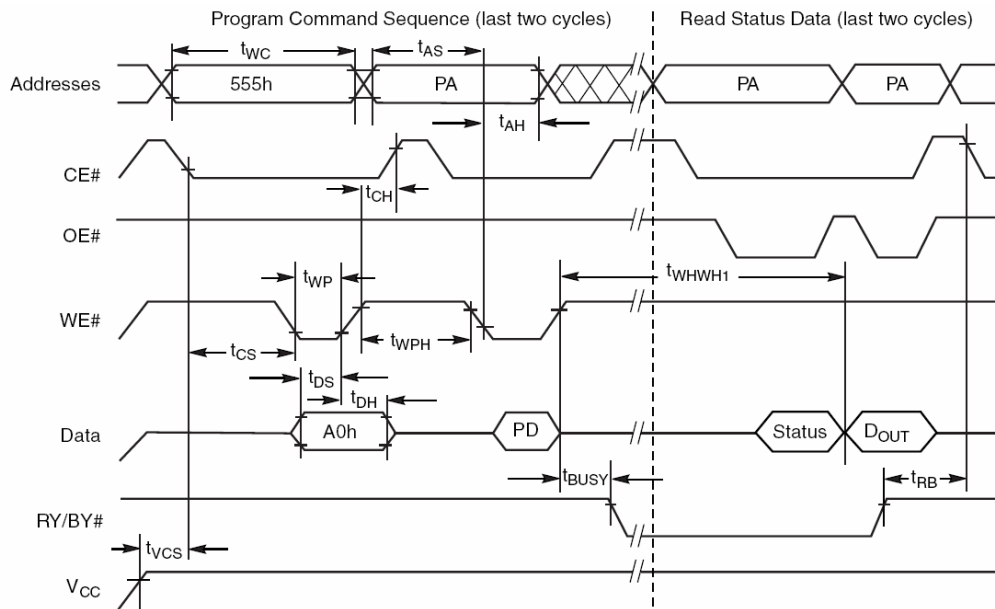 Program Command Sequence (last two cycles)
Read Status Data (last two cycles)
tWC
tAS
Addresses
555h
PA
PA
PA
tAH
CE#
tCH
OE#
tWP
tWHWH1
WE#
tCS
tWPH
tDS
tDH
Data
A0h
PD
Status
DOUT
tBUSY
tRB
RY/BY#
tVCS
VCC